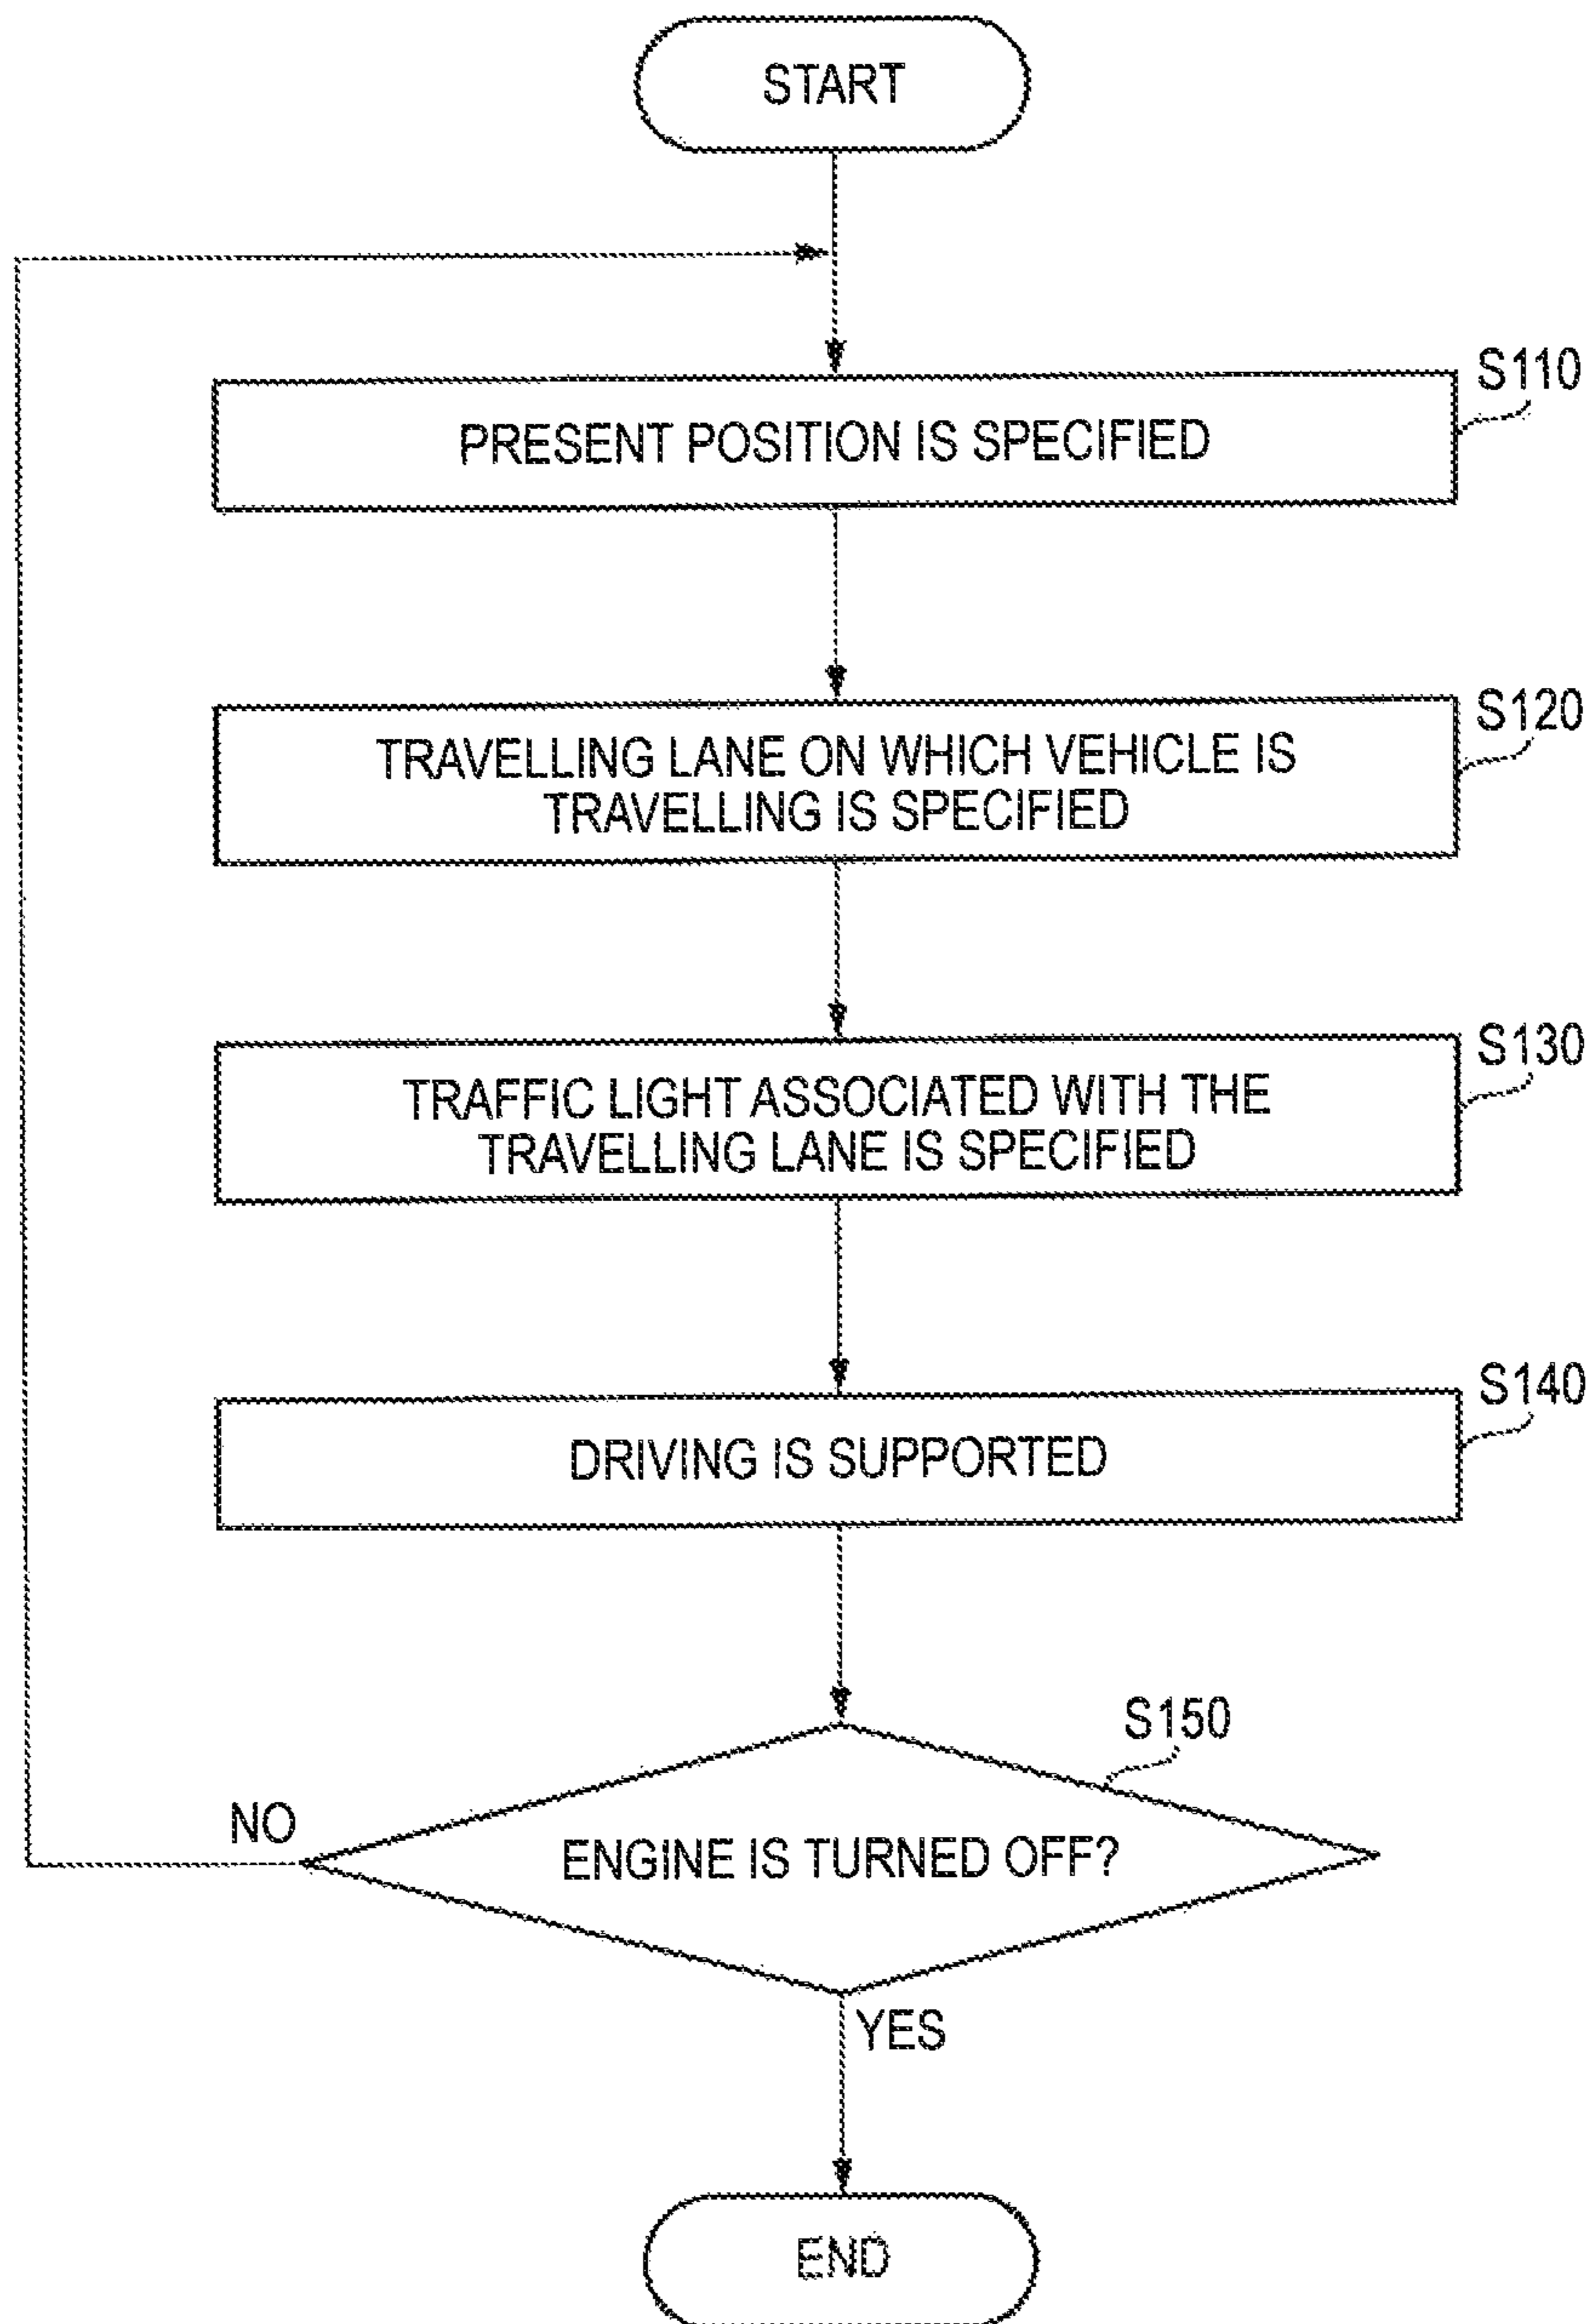 START
S110
PRESENT POSITION IS SPECIFIED
S120
TRAVELLING LANE ON WHICH VEHICLE IS
TRAVELLING IS SPECIFIED
S130
TRAFFIC LIGHT ASSOCIATED WITH THE
TRAVELLING LANE IS SPECIFIED
S140
DRIVING IS SUPPORTED
S150
NO
ENGINE IS TURNED OFF?
YES
END